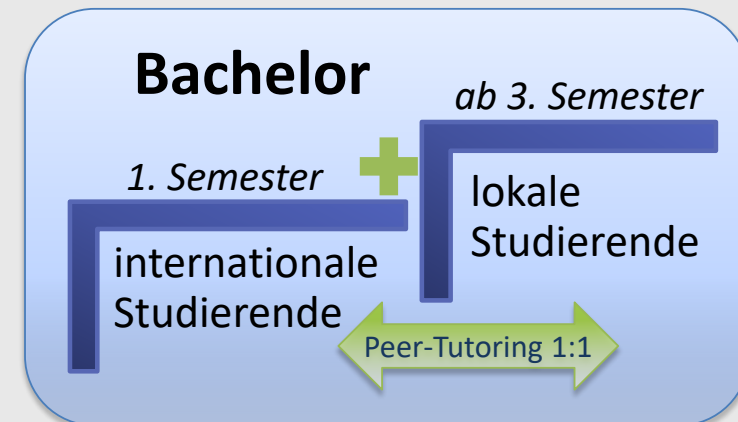 Bachelor
1. Semester
internationale
Studierende
ab 3. Semester
lokale
Studierende
Peer-Tutoring 1:1